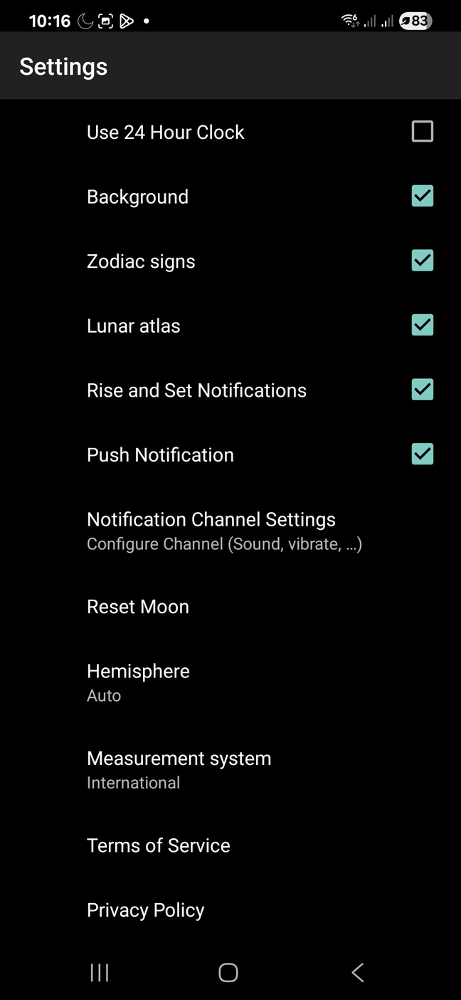 10:16
6
83
Settings
Use 24 Hour Clock
Background
Zodiac signs
Lunar atlas
Rise and Set Notifications
Push Notification
Notification Channel Settings
Configure Channel (Sound, vibrate, ...)
Reset Moon
Hemisphere
Auto
Measurement system
International
Terms of Service
Privacy Policy